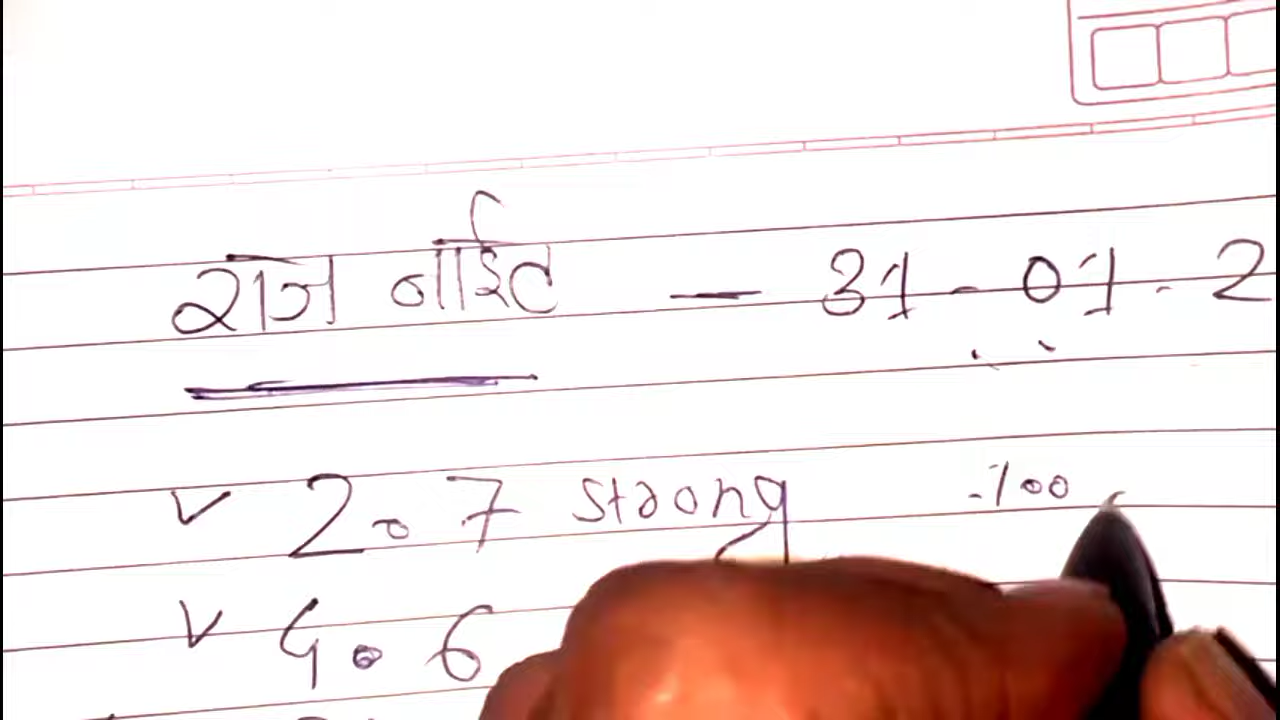 राज नाईट — 31 - 01 - 2
✓ 2. 7 strong .100
✓ 4. 6